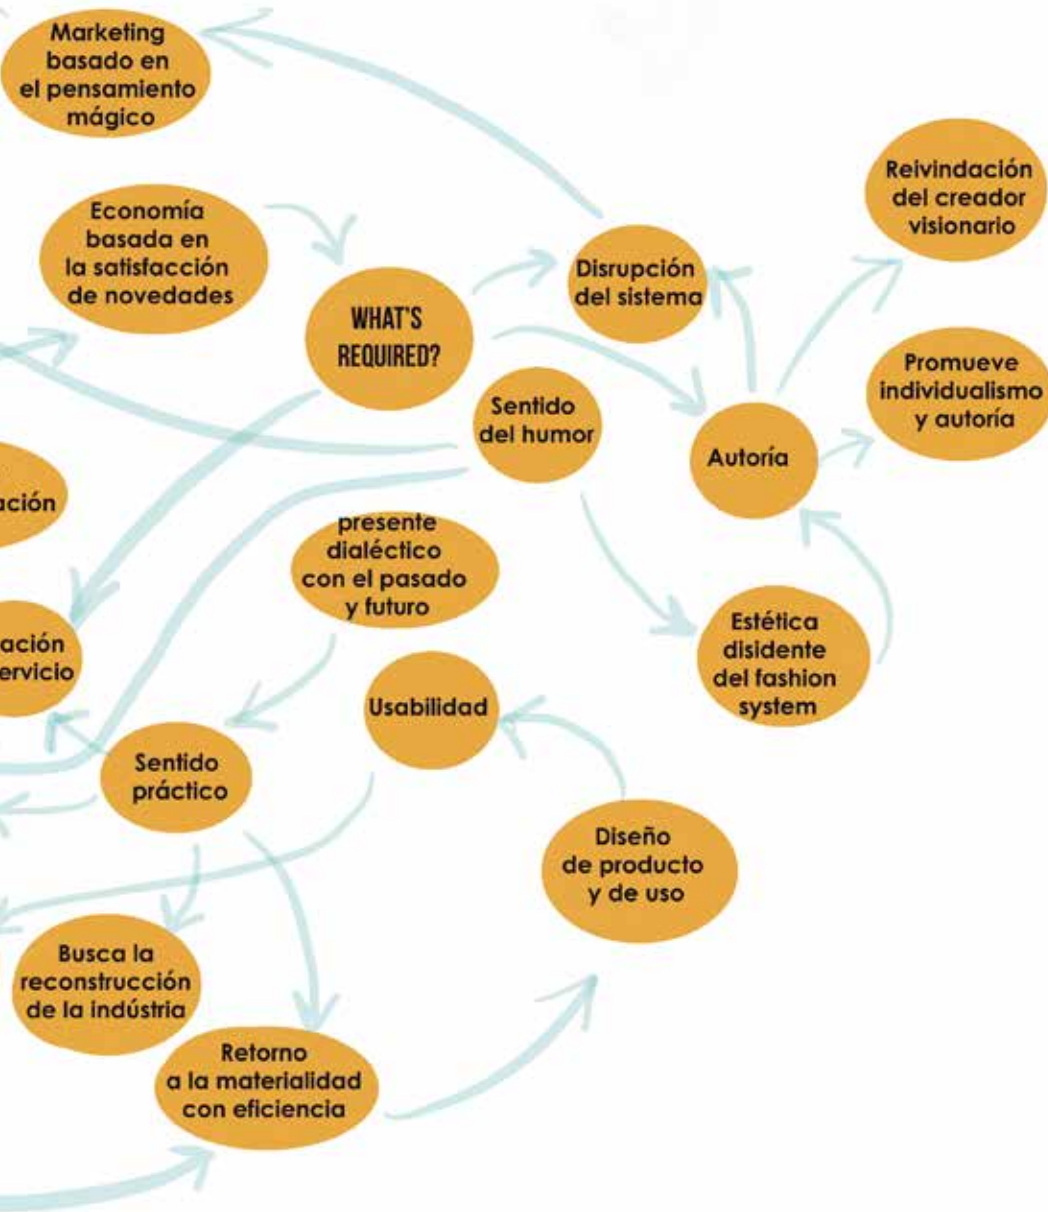 Marketing
basado en
el pensamiento
mágico
Economía
basada en
la satisfacción
de novedades
WHAT'S
REQUIRED?
Disrupción
del sistema
Reivindación
del creador
visionario
Promueve
individualismo
y autoría
Sentido
del humor
Autoría
ación
presente
dialéctico
con el pasado
y futuro
ación
ervicio
Estética
disidente
del fashion
system
Usabilidad
Sentido
práctico
Diseño
de producto
y de uso
Busca la
reconstrucción
de la indústria
Retorno
a la materialidad
con eficiencia